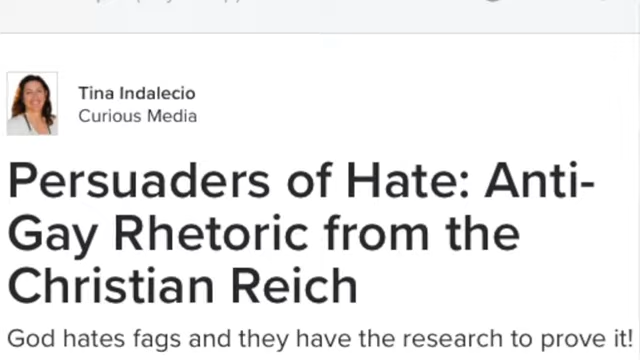 Tina Indalecio
Curious Media
Persuaders of Hate: Anti-
Gay Rhetoric from the
Christian Reich
God hates fags and they have the research to prove it!